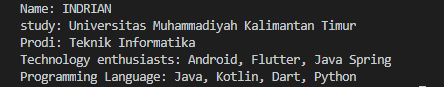 Name: INDRIAN
study: Universitas Muhammadiyah Kalimantan Timur
Prodi: Teknik Informatika
Technology enthusiasts: Android, Flutter, Java Spring
Programming Language: Java, Kotlin, Dart, Python